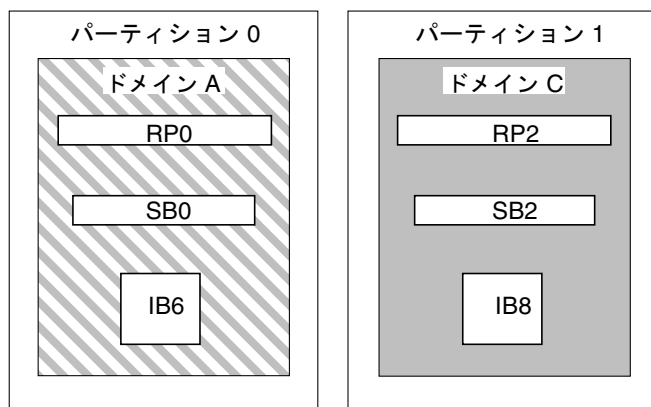 パーティション 0
ドメイン A
RP0
SB0
IB6
パーティション 1
ドメイン C
RP2
SB2
IB8